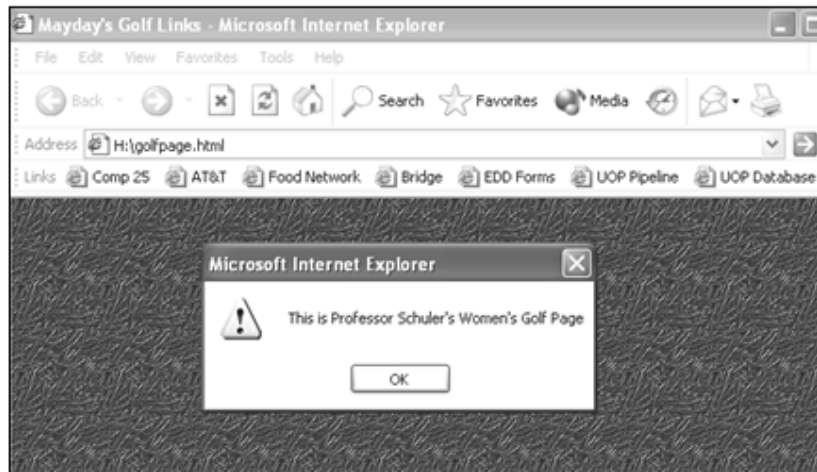 Mayday's Golf Links - Microsoft Internet Explorer
File Edit View Favorites Tools Help
Back Search Favorites Media
Address H:\golfpage.html
Links Comp 25 AT&T Food Network Bridge EDD Forms UOP Pipeline UOP Database
Microsoft Internet Explorer
This is Professor Schuler's Women's Golf Page
OK